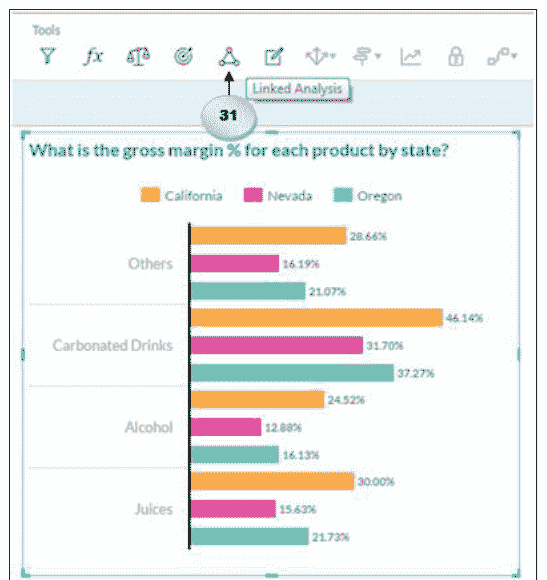 Tools
fx
Linked Analysis
31
What is the gross margin % for each product by state?
California Nevada Oregon
28.66%
Others 16.19%
21.07%
46.14%
Carbonated Drinks 31.70%
37.27%
24.52%
Alcohol 12.88%
16.13%
30.00%
Juices 15.63%
21.73%